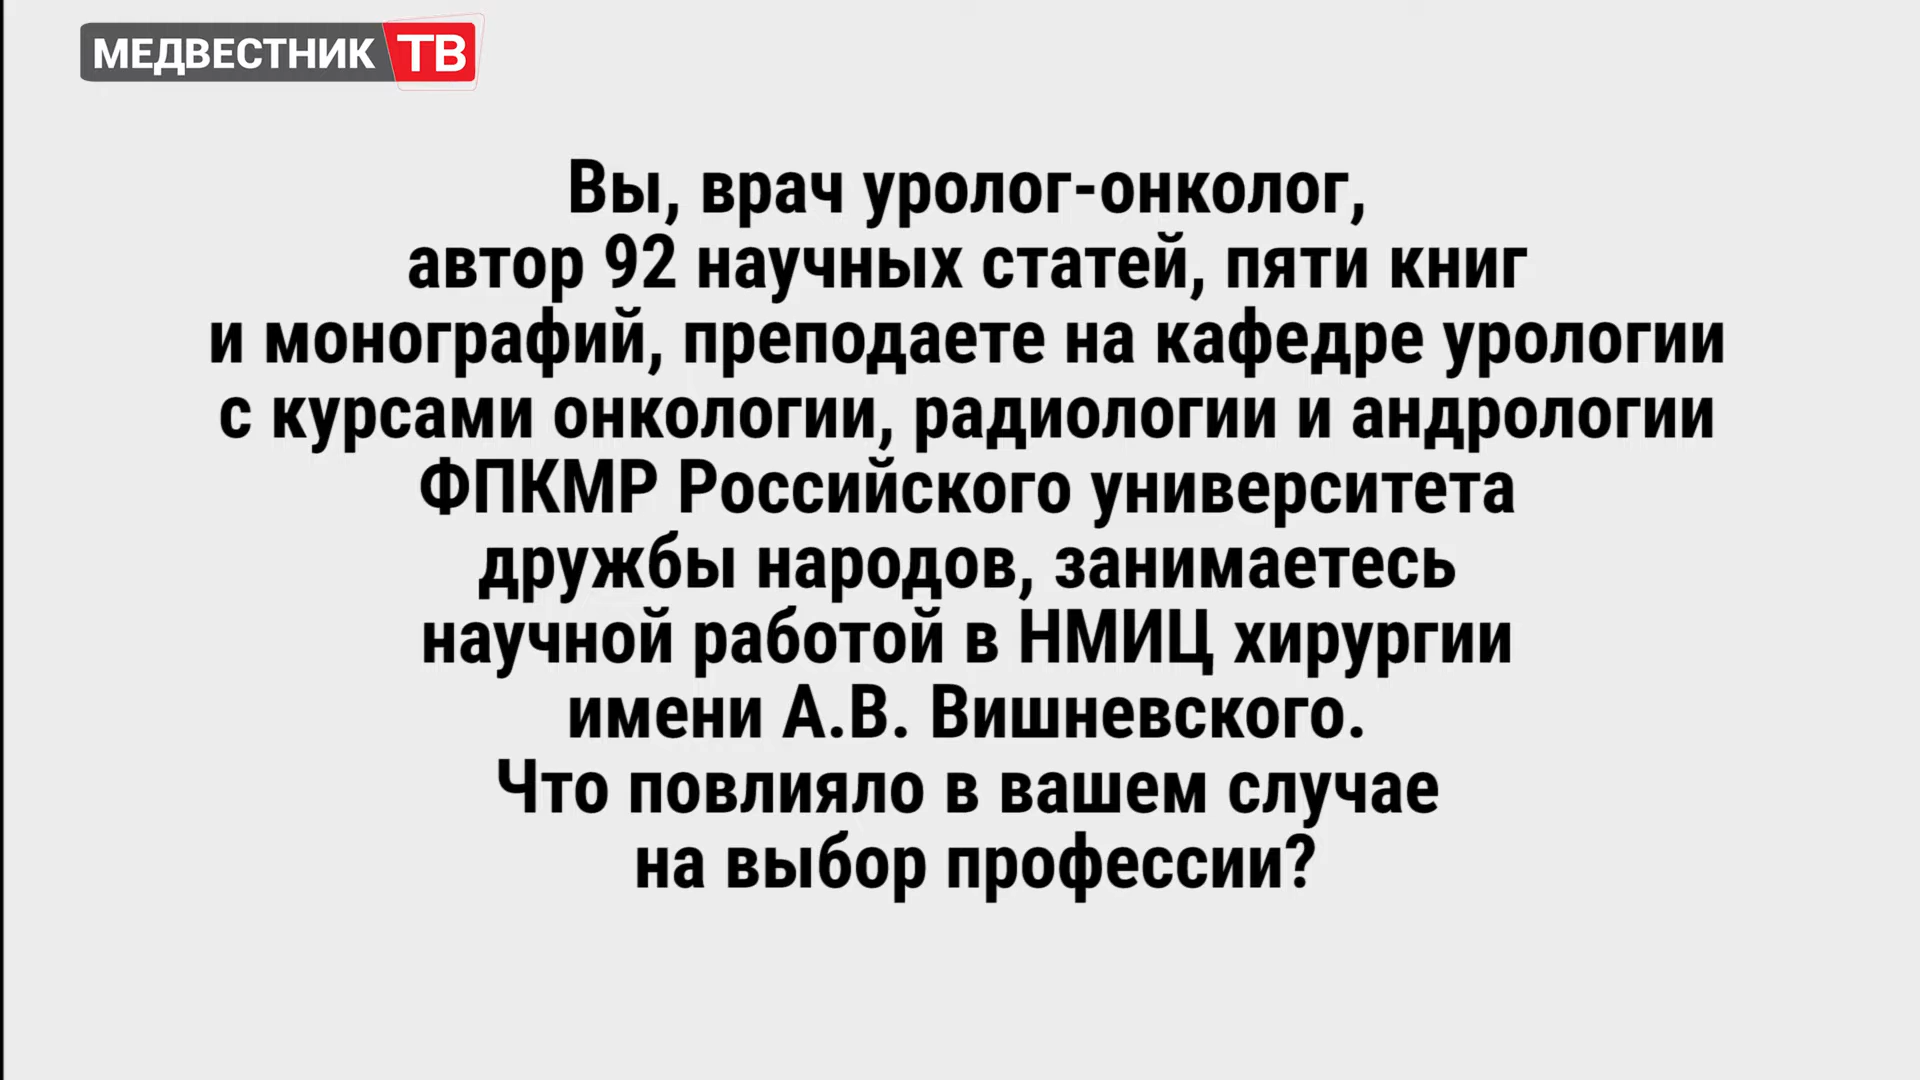 МЕДВЕСТНИК ТВ
Вы, врач уролог-онколог,
автор 92 научных статей, пяти книг
и монографий, преподаете на кафедре урологии
с курсами онкологии, радиологии и андрологии
ФПКМР Российского университета
дружбы народов, занимаетесь
научной работой в НМИЦ хирургии
имени А.В. Вишневского.
Что повлияло в вашем случае
на выбор профессии?